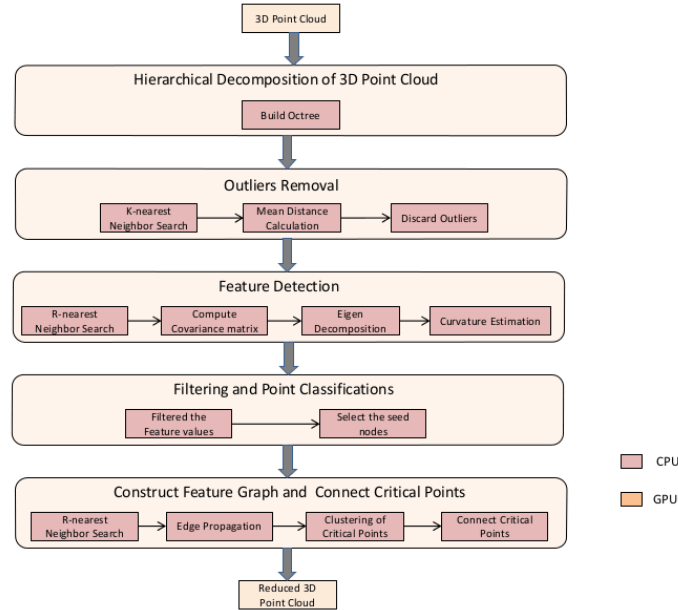 3D Point Cloud
Hierarchical Decomposition of 3D Point Cloud
Build Octree
Outliers Removal
K-nearest
Neighbor Search
Mean Distance
Calculation
Discard Outliers
Feature Detection
R-nearest
Neighbor Search
Compute
Covariance matrix
Eigen
Decomposition
Curvature Estimation
Filtering and Point Classifications
Filtered the
Feature values
Select the seed
nodes
CPU
GPU
Construct Feature Graph and Connect Critical Points
R-nearest
Neighbor Search
Edge Propagation
Clustering of
Critical Points
Connect Critical
Points
Reduced 3D
Point Cloud